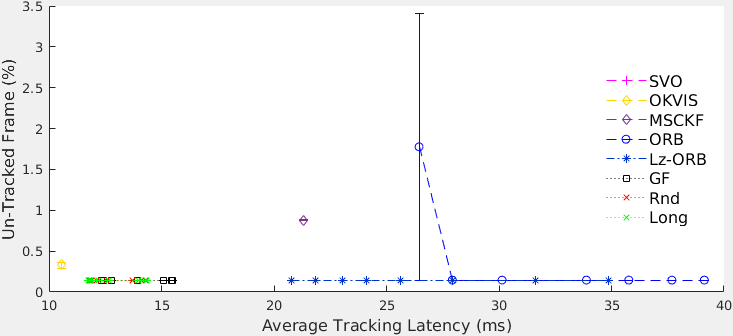 3.5
3
2.5
2
1.5
1
0.5
0
Un-Tracked Frame (%)
SVO
OKVIS
MSCKF
ORB
Lz-ORB
GF
Rnd
Long
10 15 20 25 30 35 40
Average Tracking Latency (ms)